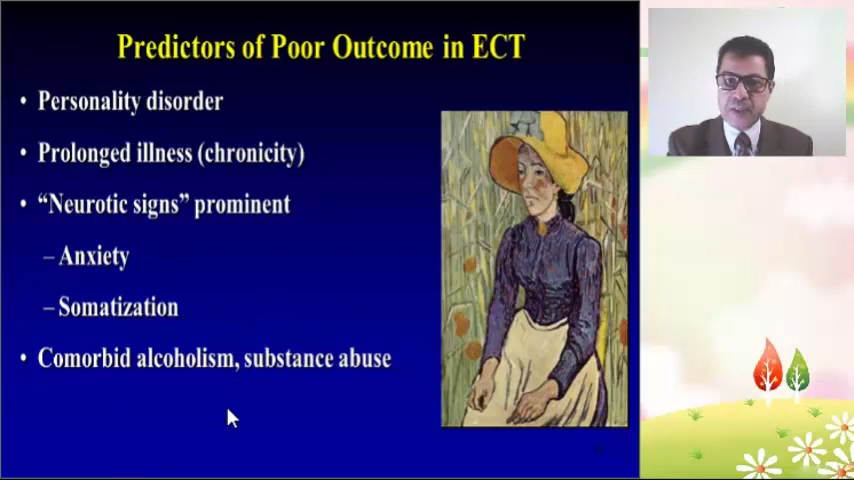 Predictors of Poor Outcome in ECT
• Personality disorder
• Prolonged illness (chronicity)
• “Neurotic signs” prominent
– Anxiety
– Somatization
• Comorbid alcoholism, substance abuse